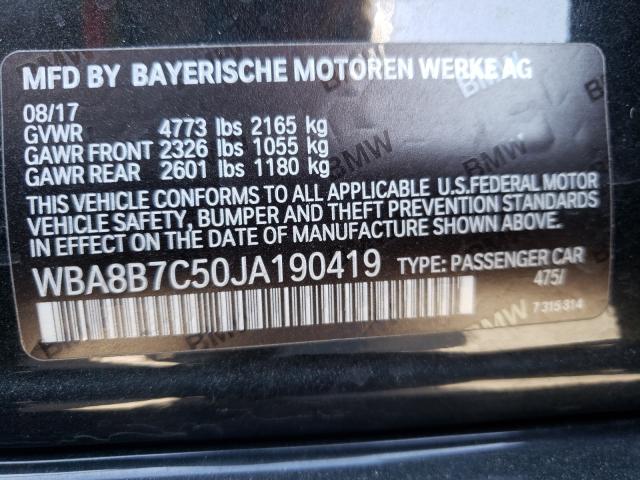 MFD BY BAYERISCHE MOTOREN WERKE AG
08/17
GVWR 4773 lbs 2165 kg
GAWR FRONT 2326 lbs 1055 kg
GAWR REAR 2601 lbs 1180 kg
THIS VEHICLE CONFORMS TO ALL APPLICABLE U.S.FEDERAL MOTOR
VEHICLE SAFETY, BUMPER AND THEFT PREVENTION STANDARDS
IN EFFECT ON THE DATE OF MANUFACTURE SHOWN ABOVE.
WBA8B7C50JA190419 TYPE: PASSENGER CAR
475/
7 315 314